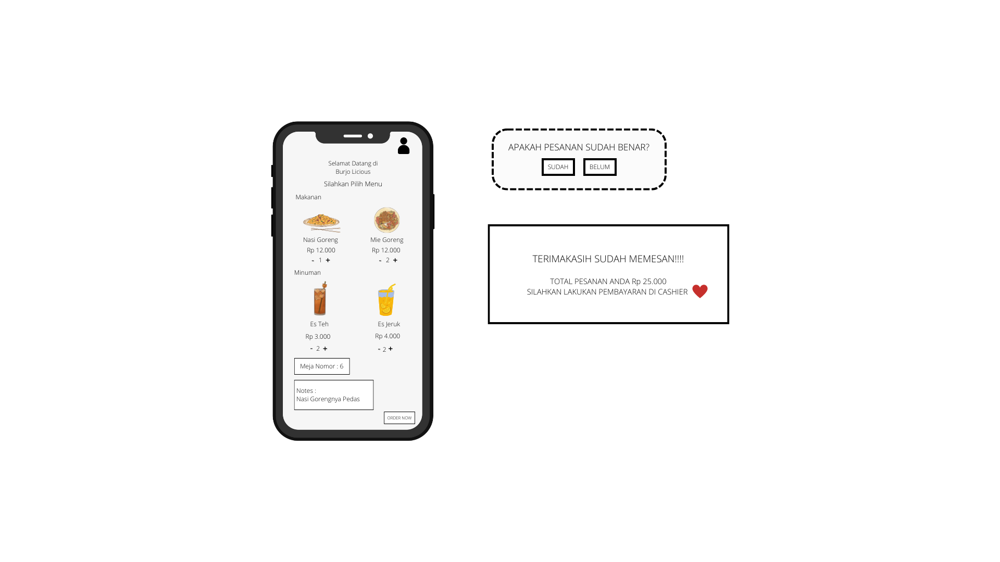 Selamat Datang di
Burjo Licious
Silahkan Pilih Menu
Makanan
Nasi Goreng
Rp 12.000
- 1 +
Mie Goreng
Rp 12.000
- 2 +
Minuman
Es Teh
Rp 3.000
- 2 +
Es Jeruk
Rp 4.000
- 2 +
Meja Nomor : 6
Notes :
Nasi Gorengnya Pedas
ORDER NOW
APAKAH PESANAN SUDAH BENAR?
SUDAH
BELUM
TERIMAKASIH SUDAH MEMESAN!!!!
TOTAL PESANAN ANDA Rp 25.000
SILAHKAN LAKUKAN PEMBAYARAN DI CASHIER